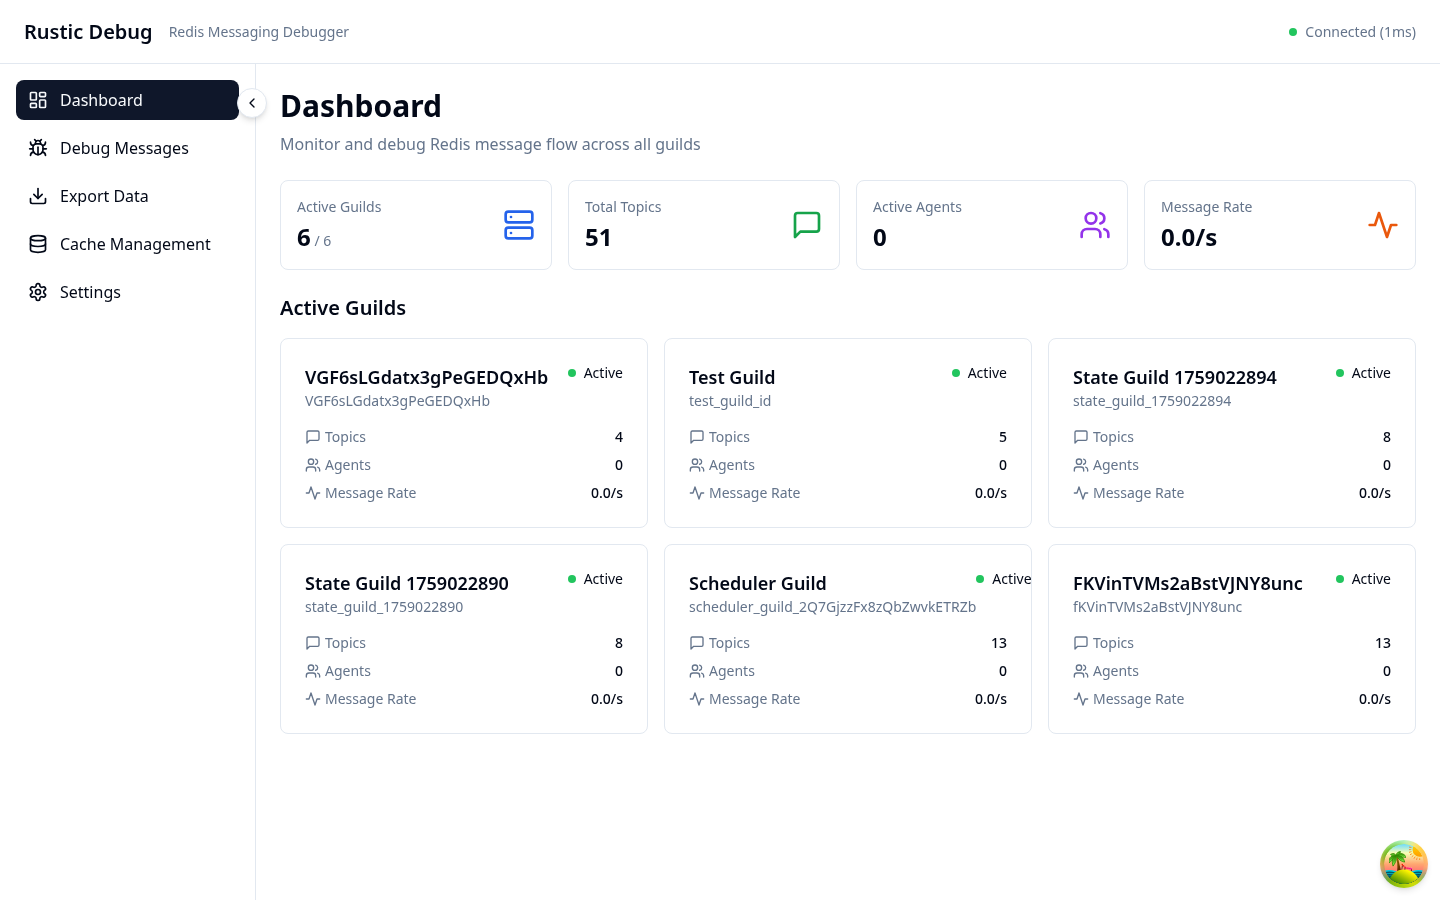 Rustic Debug Redis Messaging Debugger Connected (1ms)
Dashboard
Debug Messages
Export Data
Cache Management
Settings
Dashboard
Monitor and debug Redis message flow across all guilds
Active Guilds
6 / 6
Total Topics
51
Active Agents
0
Message Rate
0.0/s
Active Guilds
VGF6sLGdatx3gPeGEDQxHb Active
VGF6sLGdatx3gPeGEDQxHb
Topics 4
Agents 0
Message Rate 0.0/s
Test Guild Active
test_guild_id
Topics 5
Agents 0
Message Rate 0.0/s
State Guild 1759022894 Active
state_guild_1759022894
Topics 8
Agents 0
Message Rate 0.0/s
State Guild 1759022890 Active
state_guild_1759022890
Topics 8
Agents 0
Message Rate 0.0/s
Scheduler Guild Active
scheduler_guild_2Q7GjzzFx8zQbZwvkETRZb
Topics 13
Agents 0
Message Rate 0.0/s
FKVinTVMs2aBstVJNY8unc Active
fKVinTVMs2aBstVJNY8unc
Topics 13
Agents 0
Message Rate 0.0/s